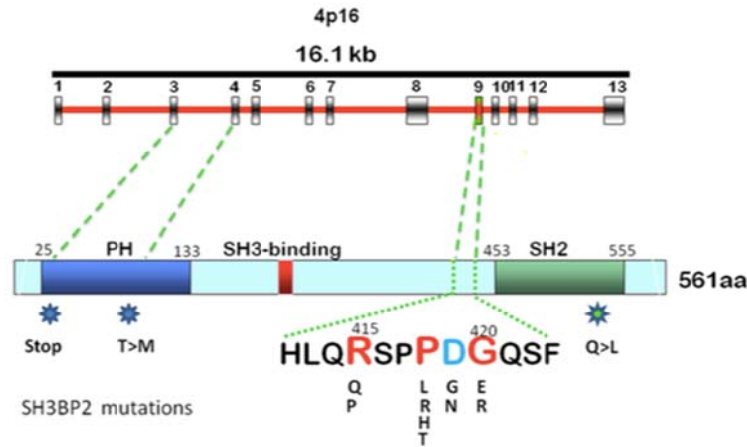 4p16
16.1 kb
1 2 3 4 5 6 7 8 9 10 11 12 13
25 PH 133 SH3-binding 453 SH2 555
561aa
Stop T>M Q>L
415 420
HLQRSPPDGQSF
Q L G E
P R N R
H
T
SH3BP2 mutations